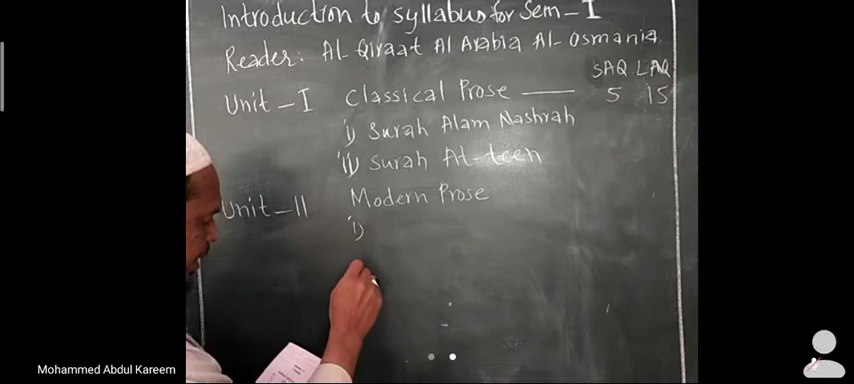 Introduction to syllabus for Sem-I
Reader: Al-Qiraat Al Arabia Al-Osmania
SAQ LAQ
Unit-I Classical Prose — 5 15
i) Surah Alam Nashrah
ii) Surah At-teen
Unit-II Modern Prose
i)
Mohammed Abdul Kareem